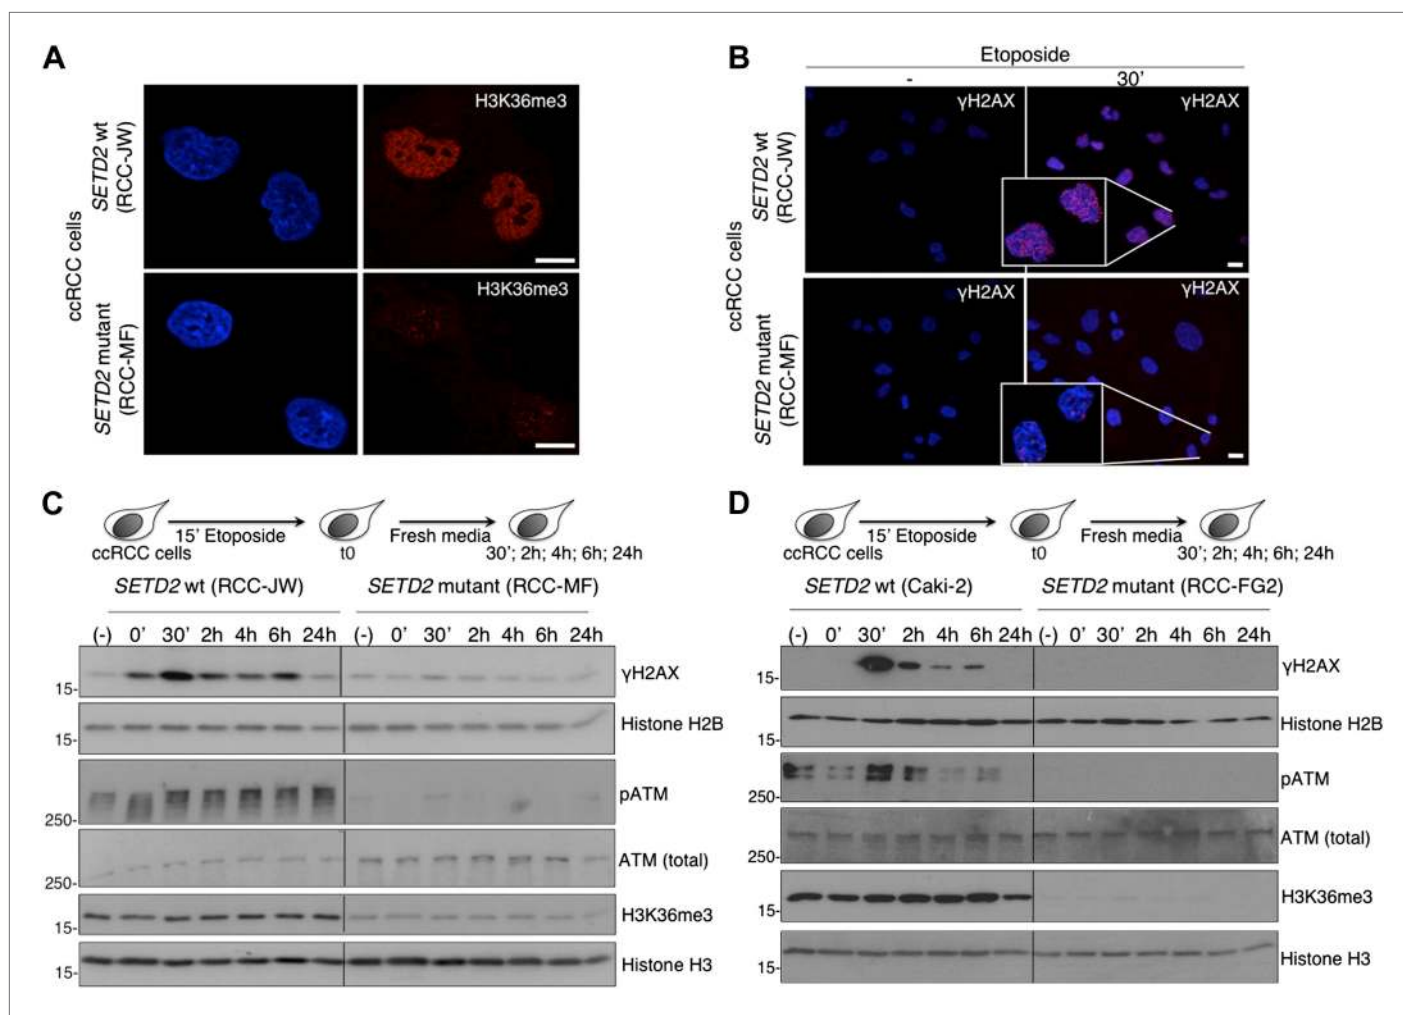 A
SETD2 wt
(RCC-JW)
H3K36me3
ccRCC cells
SETD2 mutant
(RCC-MF)
H3K36me3
B
Etoposide
-
30'
SETD2 wt
(RCC-JW)
γH2AX
γH2AX
ccRCC cells
SETD2 mutant
(RCC-MF)
γH2AX
γH2AX
C
15' Etoposide
Fresh media
ccRCC cells
t0
30'; 2h; 4h; 6h; 24h
SETD2 wt (RCC-JW)
SETD2 mutant (RCC-MF)
(-) 0' 30' 2h 4h 6h 24h (-) 0' 30' 2h 4h 6h 24h
γH2AX
15-
Histone H2B
15-
pATM
250-
ATM (total)
250-
H3K36me3
15-
Histone H3
15-
D
15' Etoposide
Fresh media
ccRCC cells
t0
30'; 2h; 4h; 6h; 24h
SETD2 wt (Caki-2)
SETD2 mutant (RCC-FG2)
(-) 0' 30' 2h 4h 6h 24h (-) 0' 30' 2h 4h 6h 24h
γH2AX
15-
Histone H2B
15-
pATM
250-
ATM (total)
250-
H3K36me3
15-
Histone H3
15-